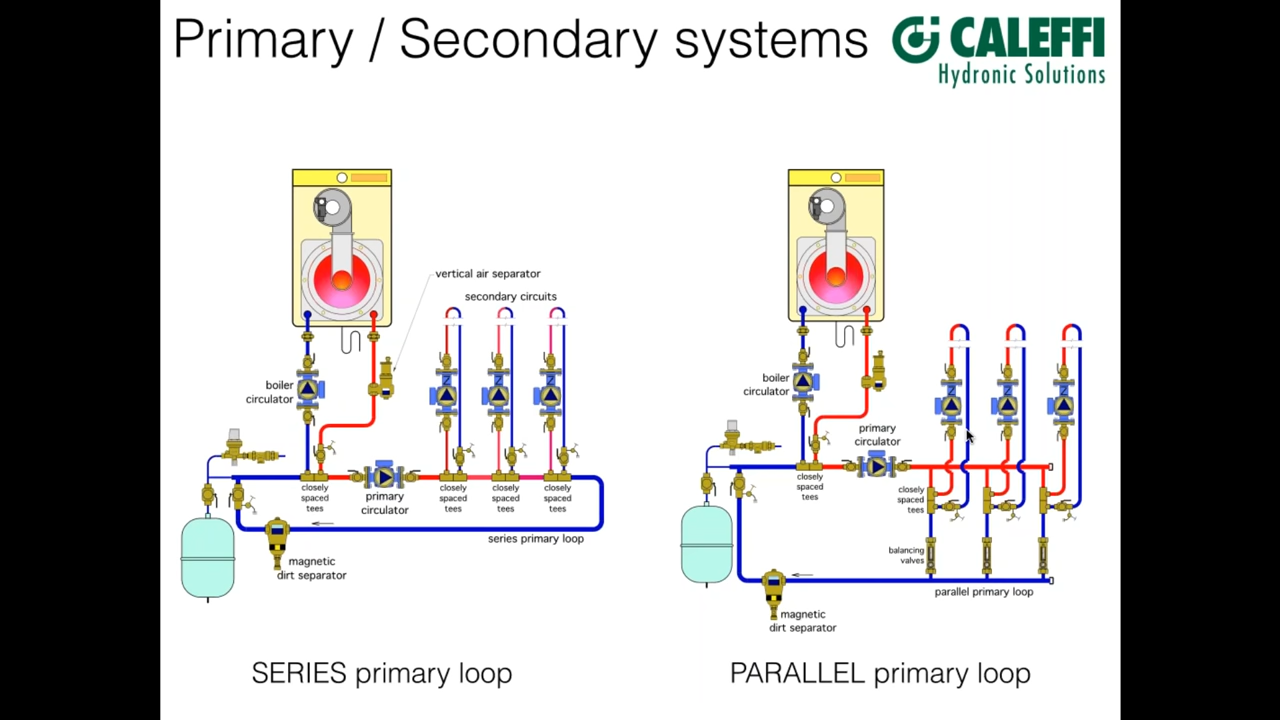 Primary / Secondary systems
CALEFFI
Hydronic Solutions
vertical air separator
secondary circuits
boiler
circulator
Z
Z
Z
closely
spaced
tees
primary
circulator
closely
spaced
tees
closely
spaced
tees
closely
spaced
tees
series primary loop
magnetic
dirt separator
SERIES primary loop
boiler
circulator
primary
circulator
Z
Z
Z
closely
spaced
tees
closely
spaced
tees
balancing
valves
parallel primary loop
magnetic
dirt separator
PARALLEL primary loop